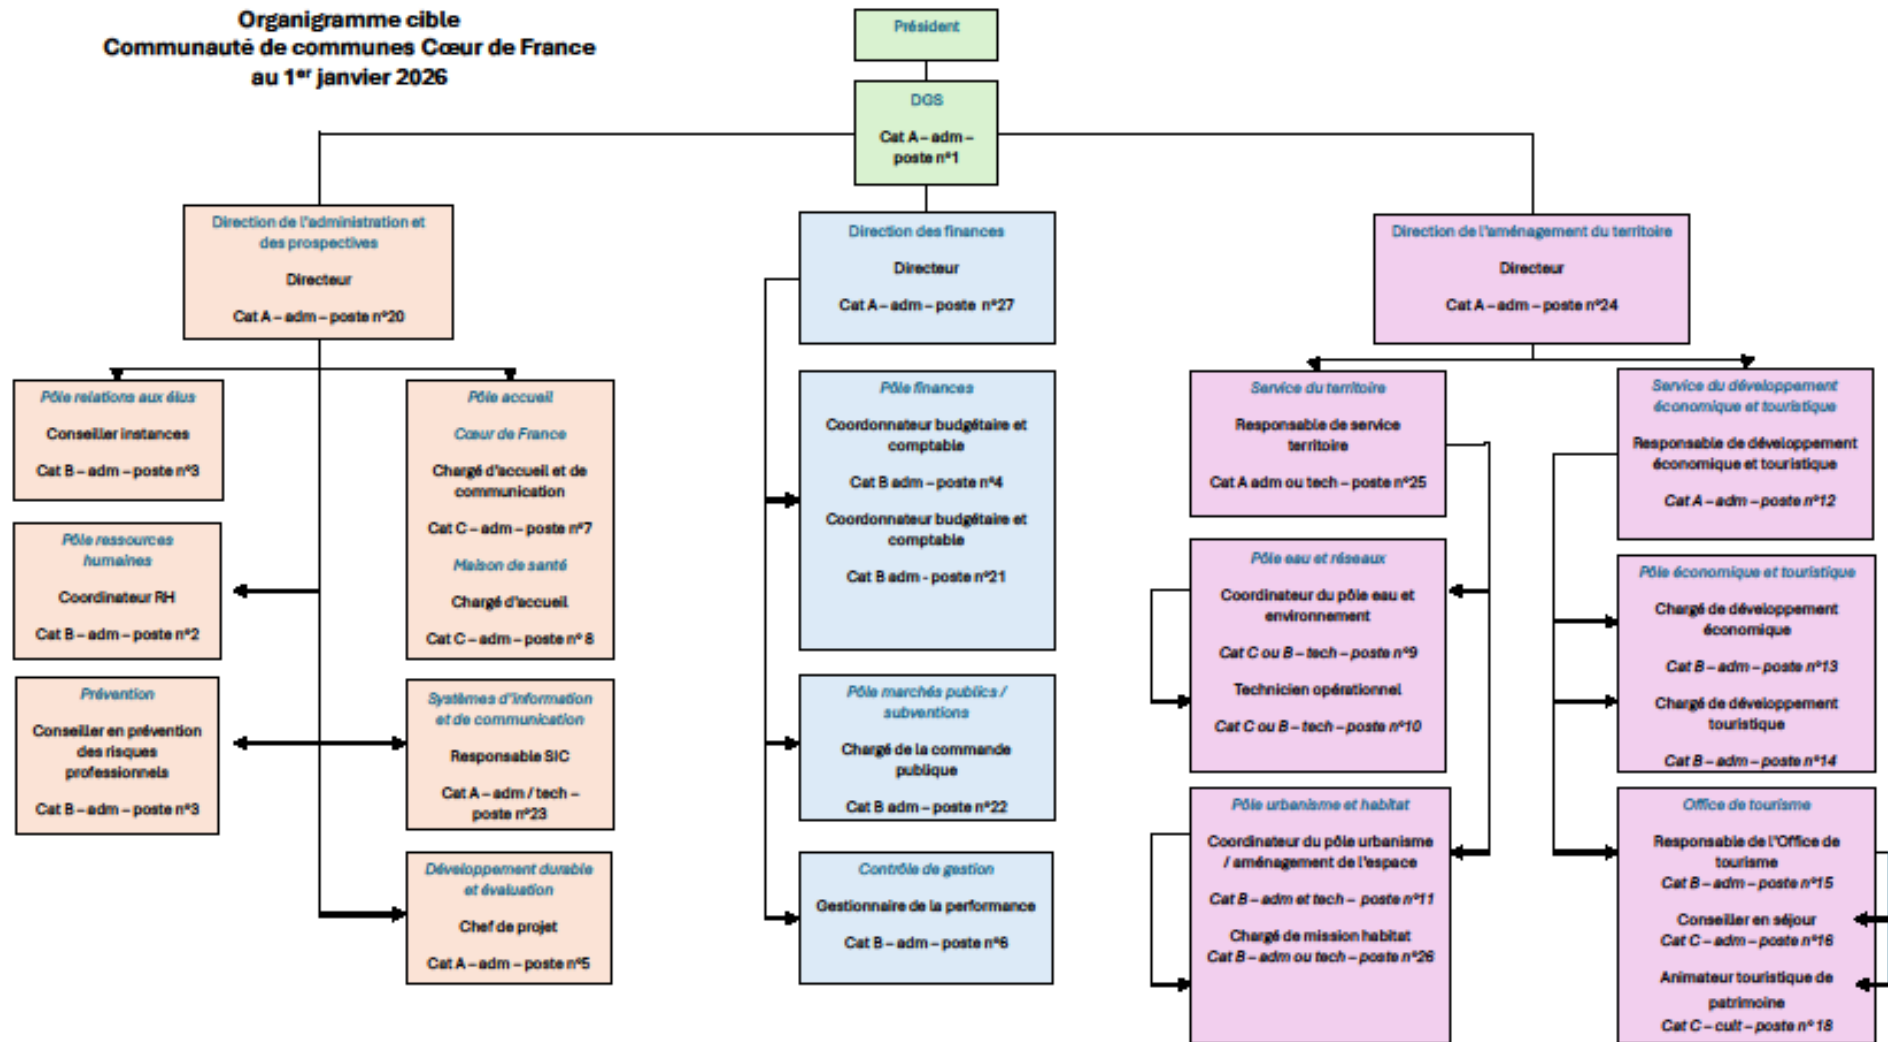 Organigramme cible
Communauté de communes Cœur de France
au 1er janvier 2026
Président
DGS
Cat A – adm –
poste n°1
Direction de l'administration et
des prospectives
Directeur
Cat A – adm – poste n°20
Pôle relations aux élus
Conseiller instances
Cat B – adm – poste n°3
Pôle ressources
humaines
Coordinateur RH
Cat B – adm – poste n°2
Prévention
Conseiller en prévention
des risques
professionnels
Cat B – adm – poste n°3
Pôle accueil
Cœur de France
Chargé d'accueil et de
communication
Cat C – adm – poste n°7
Maison de santé
Chargé d'accueil
Cat C – adm – poste n° 8
Systèmes d'information
et de communication
Responsable SIC
Cat A – adm / tech –
poste n°23
Développement durable
et évaluation
Chef de projet
Cat A – adm – poste n°5
Direction des finances
Directeur
Cat A – adm – poste n°27
Pôle finances
Coordonnateur budgétaire et
comptable
Cat B adm – poste n°4
Coordonnateur budgétaire et
comptable
Cat B adm - poste n°21
Pôle marchés publics /
subventions
Chargé de la commande
publique
Cat B adm – poste n°22
Contrôle de gestion
Gestionnaire de la performance
Cat B – adm – poste n°6
Direction de l'aménagement du territoire
Directeur
Cat A – adm – poste n°24
Service du territoire
Responsable de service
territoire
Cat A adm ou tech – poste n°25
Pôle eau et réseaux
Coordinateur du pôle eau et
environnement
Cat C ou B – tech – poste n°9
Technicien opérationnel
Cat C ou B – tech – poste n°10
Pôle urbanisme et habitat
Coordinateur du pôle urbanisme
/ aménagement de l'espace
Cat B – adm et tech – poste n°11
Chargé de mission habitat
Cat B – adm ou tech – poste n°26
Service du développement
économique et touristique
Responsable de développement
économique et touristique
Cat A – adm – poste n°12
Pôle économique et touristique
Chargé de développement
économique
Cat B – adm – poste n°13
Chargé de développement
touristique
Cat B – adm – poste n°14
Office de tourisme
Responsable de l'Office de
tourisme
Cat B – adm – poste n°15
Conseiller en séjour
Cat C – adm – poste n°16
Animateur touristique de
patrimoine
Cat C – cult – poste n° 18